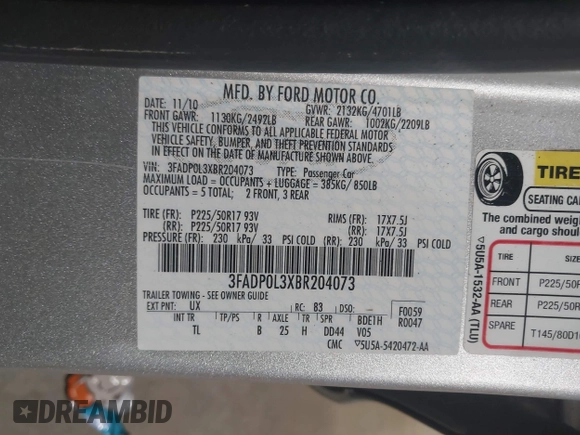 MFD. BY FORD MOTOR CO.
DATE: 11/10 GVWR: 2132KG/4701LB
FRONT GAWR: 1130KG/2492LB REAR GAWR: 1002KG/2209LB
THIS VEHICLE CONFORMS TO ALL APPLICABLE FEDERAL MOTOR
VEHICLE SAFETY, BUMPER, AND THEFT PREVENTION STANDARDS
IN EFFECT ON THE DATE OF MANUFACTURE SHOWN ABOVE.
VIN: 3FADP0L3XBR204073 TYPE: Passenger Car
MAXIMUM LOAD = OCCUPANTS + LUGGAGE = 385KG/ 850LB
OCCUPANTS = 5 TOTAL; 2 FRONT, 3 REAR
TIRE (FR): P225/50R17 93V RIMS (FR): 17X7.5J
(RR): P225/50R17 93V (RR): 17X7.5J
PRESSURE (FR): 230 kPa/ 33 PSI COLD (RR): 230 kPa/ 33 PSI COLD
3FADP0L3XBR204073
TRAILER TOWING - SEE OWNER GUIDE
EXT PNT: UX RC: 83 DSO: F0059
INT TR TP/PS R AXLE TR SPR BDE1H R0047
TL B 25 H DD44 V05
CMC ▽5U5A-5420472-AA
▽5U5A-1532-AA (TLU)
TIRE
SEATING CA
The combined weigh
and cargo shou
TIRE SIZE
FRONT P225/50R
REAR P225/50R
SPARE T145/80D1
DREAMBID